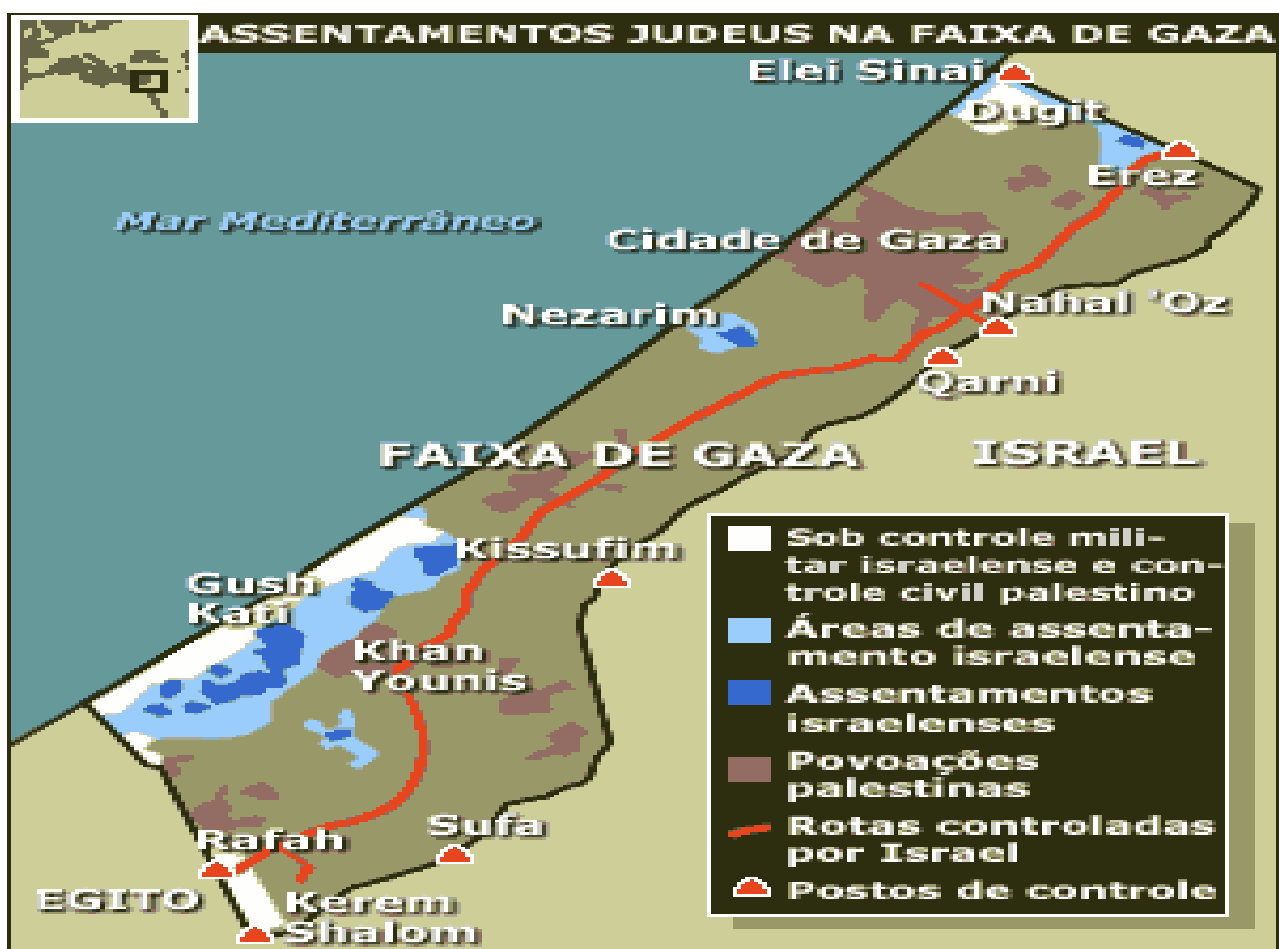 ASSENTAMENTOS JUDEUS NA FAIXA DE GAZA
Elei Sinai
Dugit
Erez
Mar Mediterrâneo
Cidade de Gaza
Nezarim
Nahal 'Oz
Qarni
FAIXA DE GAZA
ISRAEL
Kissufim
Gush
Kati
Khan
Younis
Rafah
Sufa
EGITO
Kerem
Shalom
Sob controle mili-
tar israelense e con-
trole civil palestino
Áreas de assenta-
mento israelense
Assentamentos
israelenses
Povoações
palestinas
Rotas controladas
por Israel
Postos de controle